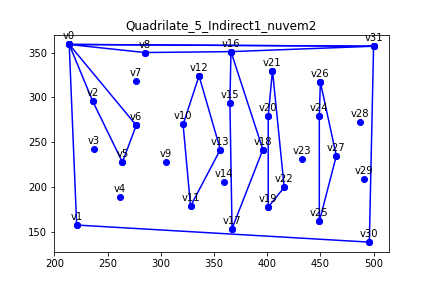 Quadrilate_5_Indirect1_nuvem2
v0
v31
v8
v16
350
v12
v21
v7
v26
300
v2
v15
v10
v20
v24
v28
v6
250
v3
v13
v18
v5
v9
v23
v27
200
v14
v22
v29
v4
v11
v19
v1
v17
v25
150
v30
200
250
300
350
400
450
500